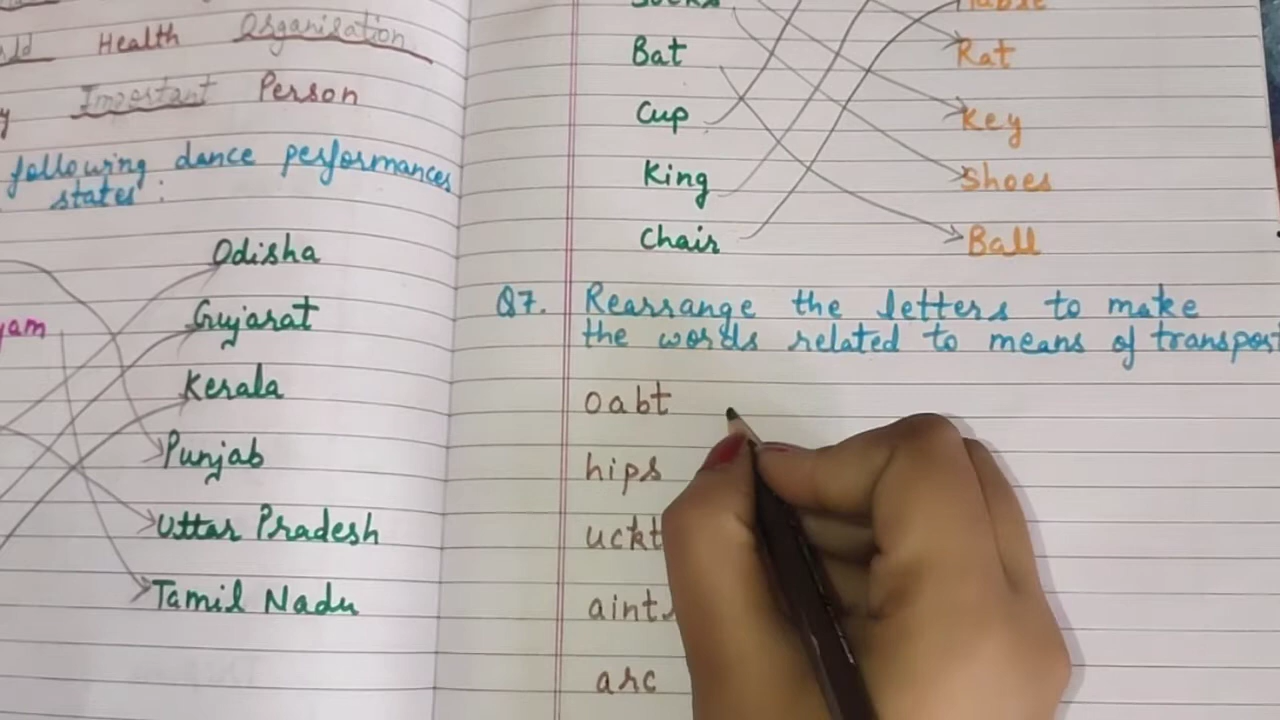 Health Organisation
Important Person
following dance performances
states :
Odisha
Gujarat
Kerala
Punjab
Uttar Pradesh
Tamil Nadu
Bat
Rat
Cup
Key
King
Shoes
Chair
Ball
Q7. Rearrange the letters to make
the words related to means of transport
oabt
hips
uckt
aint
arc